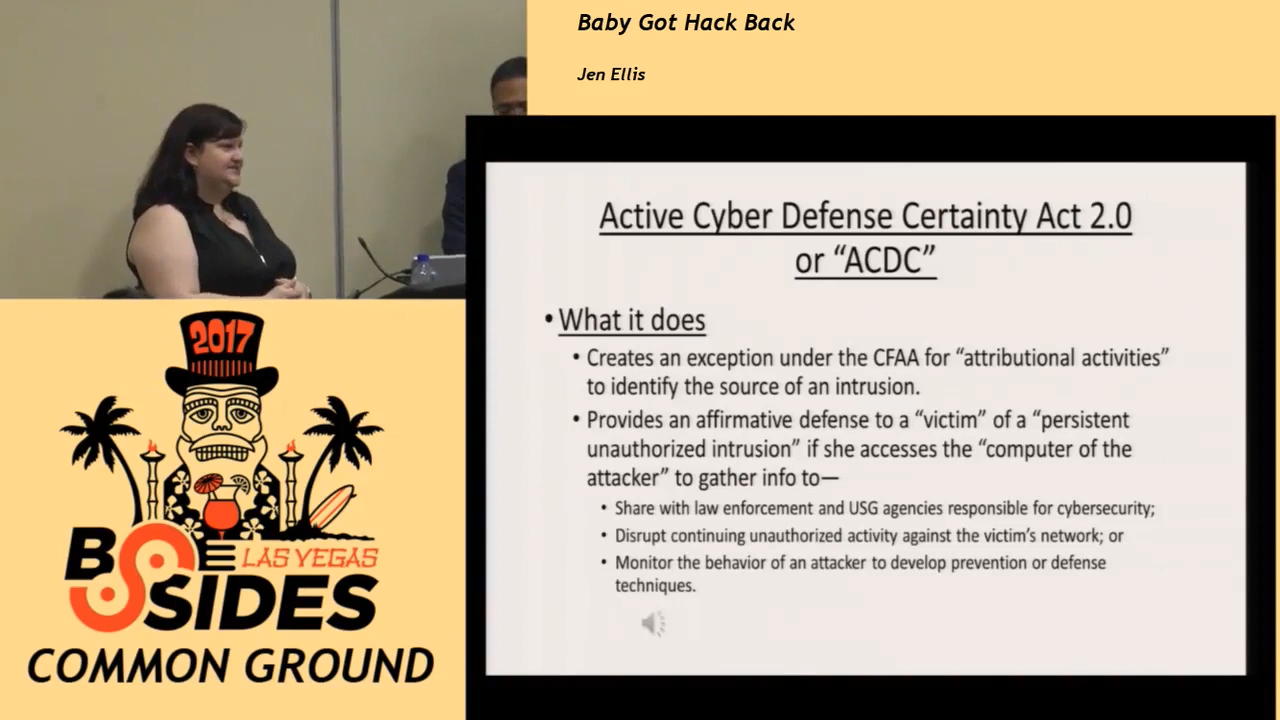 Baby Got Hack Back
Jen Ellis
Active Cyber Defense Certainty Act 2.0
or “ACDC”
• What it does
• Creates an exception under the CFAA for “attributional activities”
to identify the source of an intrusion.
• Provides an affirmative defense to a “victim” of a “persistent
unauthorized intrusion” if she accesses the “computer of the
attacker” to gather info to—
• Share with law enforcement and USG agencies responsible for cybersecurity;
• Disrupt continuing unauthorized activity against the victim’s network; or
• Monitor the behavior of an attacker to develop prevention or defense
techniques.
2017
BSIDES
LAS VEGAS
COMMON GROUND